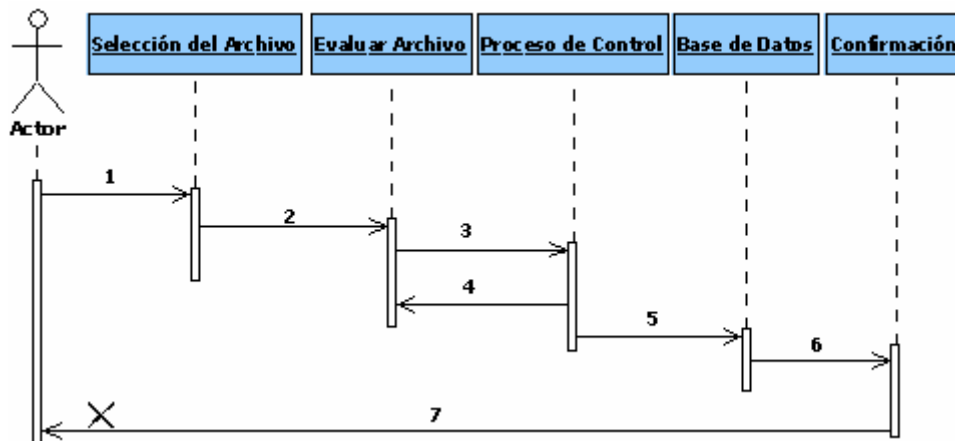 Selección del Archivo
Evaluar Archivo
Proceso de Control
Base de Datos
Confirmación
Actor
1
2
3
4
5
6
7